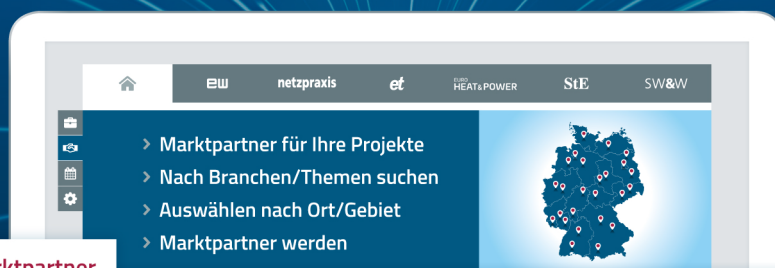 ew
netzpraxis
et
EURO
HEAT&POWER
StE
SW&W
> Marktpartner für Ihre Projekte
> Nach Branchen/Themen suchen
> Auswählen nach Ort/Gebiet
> Marktpartner werden